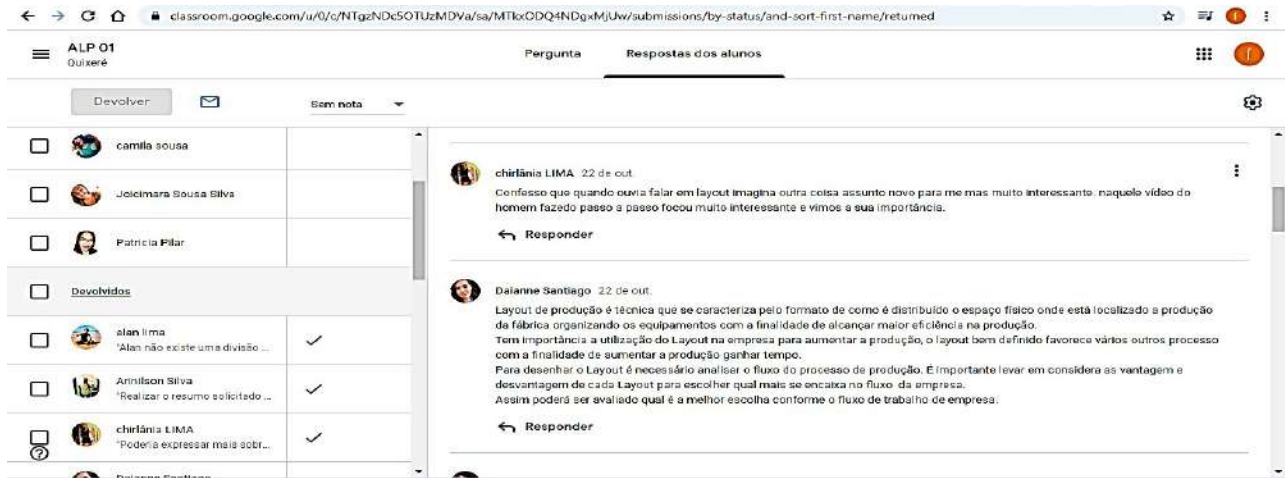 classroom.google.com/u/0/c/NTgzNDc5OTUzMDVa/sa/MTkxODQ4NDgxMjUw/submissions/by-status/and-sort-first-name/returned
ALP 01
Quixeré
Pergunta
Respostas dos alunos
Devolver
Sem nota
camila sousa
Joicimara Sousa Silva
Patricia Pilar
Devolvidos
alan lima
"Alan não existe uma divisão ...
Arinilson Silva
"Realizar o resumo solicitado ...
chirlânia LIMA
"Poderia expressar mais sobr...
Daianne Santiago
chirlânia LIMA 22 de out.
Confesso que quando ouvia falar em layout imagina outra coisa assunto novo para me mas muito interessante. naquele vídeo do
homem fazedo passo a passo focou muito interessante e vimos a sua importância.
Responder
Daianne Santiago 22 de out.
Layout de produção é técnica que se caracteriza pelo formato de como é distribuído o espaço físico onde está localizado a produção
da fábrica organizando os equipamentos com a finalidade de alcançar maior eficiência na produção.
Tem importância a utilização do Layout na empresa para aumentar a produção, o layout bem definido favorece vários outros processo
com a finalidade de aumentar a produção ganhar tempo.
Para desenhar o Layout é necessário analisar o fluxo do processo de produção. É importante levar em considera as vantagem e
desvantagem de cada Layout para escolher qual mais se encaixa no fluxo da empresa.
Assim poderá ser avaliado qual é a melhor escolha conforme o fluxo de trabalho de empresa.
Responder